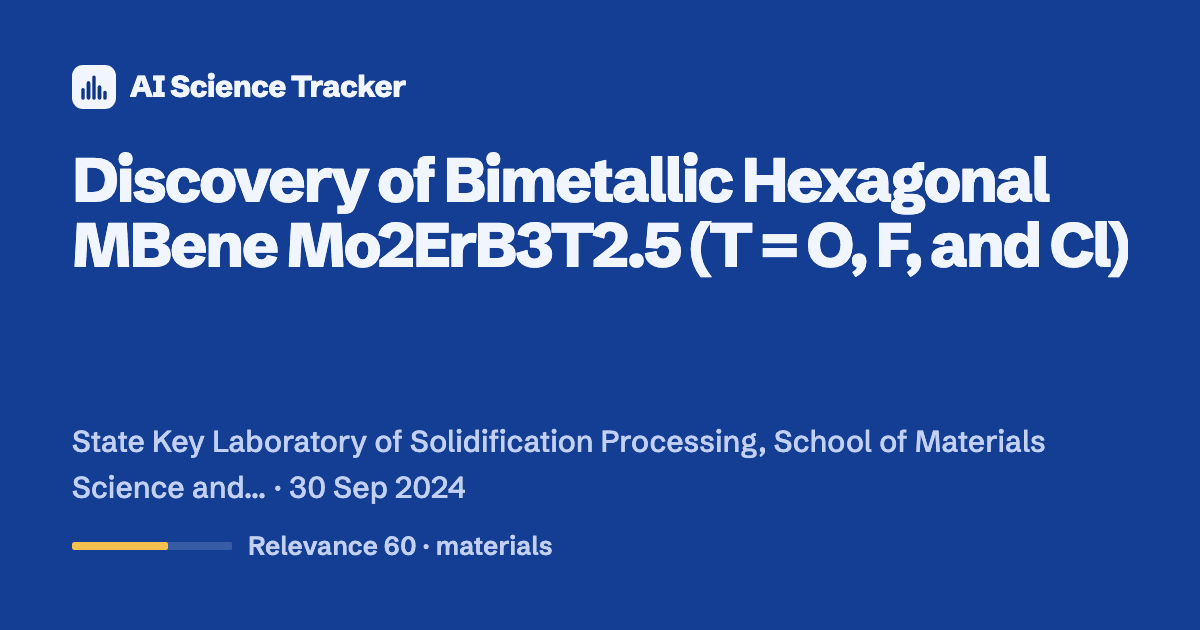 AI Science Tracker
Discovery of Bimetallic Hexagonal
MBene Mo2ErB3T2.5 (T = O, F, and Cl)
State Key Laboratory of Solidification Processing, School of Materials
Science and... · 30 Sep 2024
Relevance 60 · materials